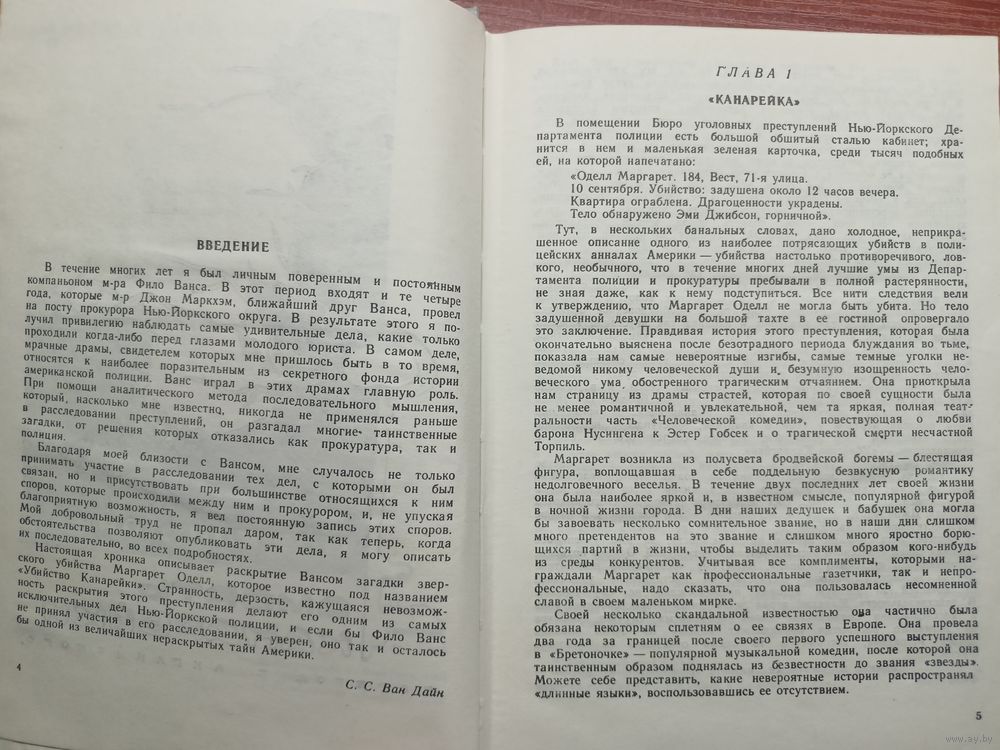 ВВЕДЕНИЕ
В течение многих лет я был личным поверенным и постоянным
компаньоном м-ра Фило Ванса. В этот период входят и те четыре
года, которые м-р Джон Маркхэм, ближайший друг Ванса, провел
на посту прокурора Нью-Йоркского округа. В результате этого я по-
лучил привилегию наблюдать самые удивительные дела, какие только
проходили когда-либо перед глазами молодого юриста. В самом деле,
мрачные драмы, свидетелем которых мне пришлось быть в то время,
относятся к наиболее поразительным из секретного фонда истории
американской полиции. Ванс играл в этих драмах главную роль.
При помощи аналитического метода последовательного мышления,
который, насколько мне известно, никогда не применялся раньше
в расследовании преступлений, он разгадал многие таинственные
загадки, от решения которых отказались как прокуратура, так и
полиция.
Благодаря моей близости с Вансом, мне случалось не только
принимать участие в расследовании тех дел, с которыми он был
связан, но и присутствовать при большинстве относящихся к ним
споров, которые происходили между ним и прокурором, и, не упуская
благоприятную возможность, я вел постоянную запись этих споров.
Мой добровольный труд не пропал даром, так как теперь, когда
обстоятельства позволяют опубликовать эти дела, я могу описать
их последовательно, во всех подробностях.
Настоящая хроника описывает раскрытие Вансом загадки звер-
ского убийства Маргарет Оделл, которое известно под названием
«Убийство Канарейки». Странность, дерзость, кажущаяся невозмож-
ность раскрытия этого преступления делают его одним из самых
исключительных дел Нью-Йоркской полиции, и если бы Фило Ванс
не принял участия в его расследовании, я уверен, оно так и осталось
бы одной из величайших нераскрытых тайн Америки.
С. С. Ван Дайн
4
ГЛАВА 1
«КАНАРЕЙКА»
В помещении Бюро уголовных преступлений Нью-Йоркского Де-
партамента полиции есть большой обшитый сталью кабинет; хра-
нится в нем и маленькая зеленая карточка, среди тысяч подобных
ей, на которой напечатано:
«Оделл Маргарет. 184, Вест, 71-я улица.
10 сентября. Убийство: задушена около 12 часов вечера.
Квартира ограблена. Драгоценности украдены.
Тело обнаружено Эми Джибсон, горничной».
Тут, в нескольких банальных словах, дано холодное, неприкра-
шенное описание одного из наиболее потрясающих убийств в поли-
цейских анналах Америки — убийства настолько противоречивого, лов-
кого, необычного, что в течение многих дней лучшие умы из Депар-
тамента полиции и прокуратуры пребывали в полной растерянности,
не зная даже, как к нему подступиться. Все нити следствия вели
к утверждению, что Маргарет Оделл не могла быть убита. Но тело
задушенной девушки на большой тахте в ее гостиной опровергало
это заключение. Правдивая история этого преступления, которая была
окончательно выяснена после безотрадного периода блуждания во тьме,
показала нам самые невероятные изгибы, самые темные уголки не-
ведомой никому человеческой души и безумную изощренность чело-
веческого ума, обостренного трагическим отчаянием. Она приоткрыла
нам страницу из драмы страстей, которая по своей сущности была
не менее романтичной и увлекательной, чем та яркая, полная теат-
ральности часть «Человеческой комедии», повествующая о любви
барона Нусингена к Эстер Гобсек и о трагической смерти несчастной
Торпиль.
Маргарет возникла из полусвета бродвейской богемы — блестящая
фигура, воплощавшая в себе поддельную безвкусную романтику
недолговечного веселья. В течение двух последних лет своей жизни
она была наиболее яркой и, в известном смысле, популярной фигурой
в ночной жизни города. В дни наших дедушек и бабушек она могла
бы завоевать несколько сомнительное звание, но в наши дни слишком
много претендентов на это звание и слишком много яростно борю-
щихся партий в жизни, чтобы выделить таким образом кого-нибудь
из среды конкурентов. Учитывая все комплименты, которыми на-
граждали Маргарет как профессиональные газетчики, так и непро-
фессиональные, надо сказать, что она пользовалась несомненной
славой в своем маленьком мирке.
Своей несколько скандальной известностью она частично была
обязана некоторым сплетням о ее связях в Европе. Она провела
два года за границей после своего первого успешного выступления
в «Бретоночке» — популярной музыкальной комедии, после которой она
таинственным образом поднялась из безвестности до звания «звезды».
Можете себе представить, какие невероятные истории распространял
«длинные языки», воспользовавшись ее отсутствием.
5
www.ay.by